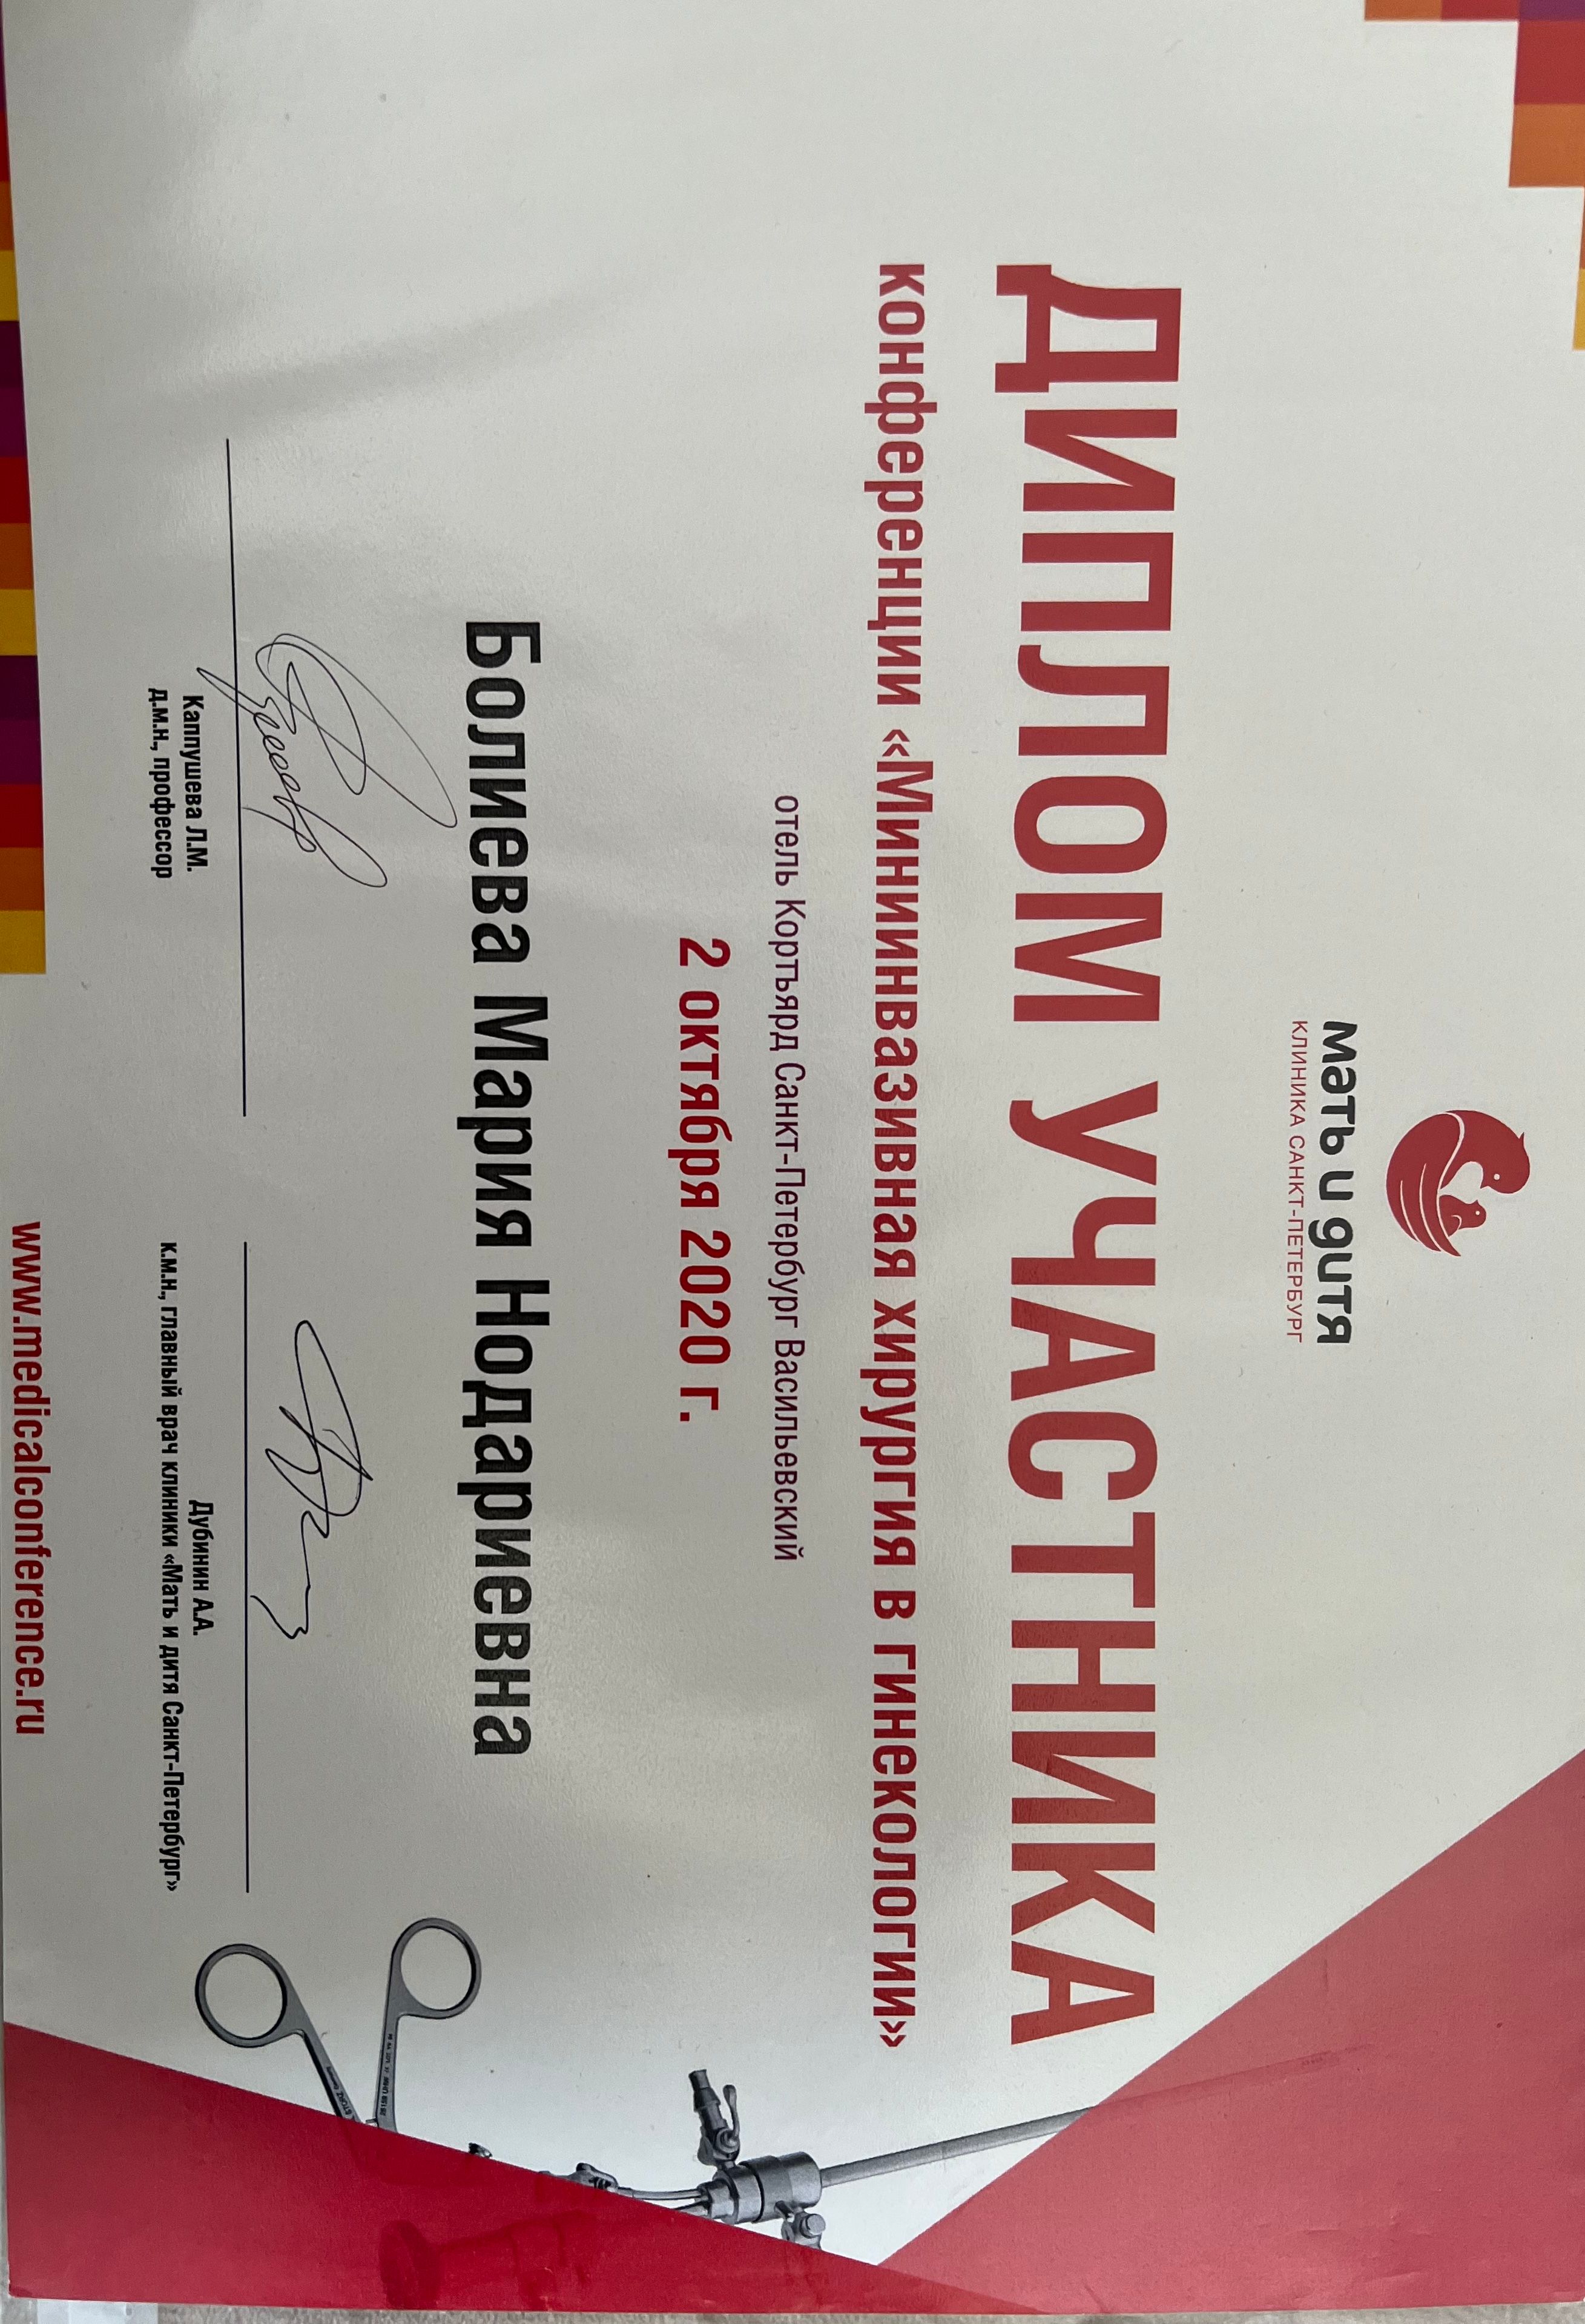 мать и дитя
КЛИНИКА САНКТ-ПЕТЕРБУРГ
ДИПЛОМ УЧАСТНИКА
конференции «Мининвазивная хирургия в гинекологии»
отель Кортъярд Санкт-Петербург Васильевский
2 октября 2020 г.
Болиева Мария Нодариевна
Каппушева Л.М.
д.м.н., профессор
Дубинин А.А.
к.м.н., главный врач клиники «Мать и дитя Санкт-Петербург»
www.medicalconference.ru